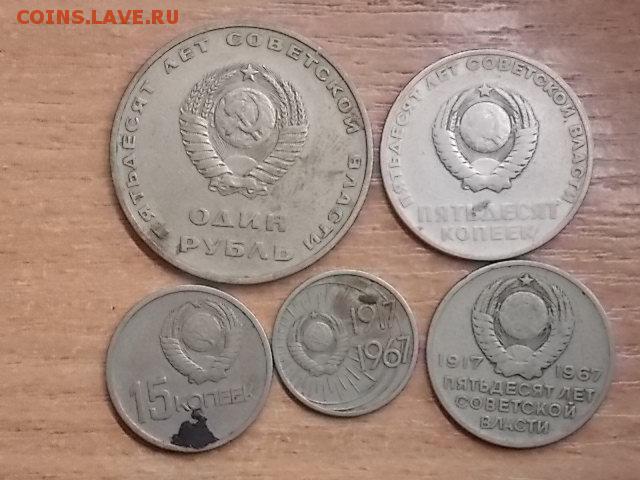 COINS.LAVE.RU
ПЯТЬДЕСЯТ ЛЕТ СОВЕТСКОЙ ВЛАСТИ
ОДИН
РУБЛЬ
ПЯТЬДЕСЯТ ЛЕТ СОВЕТСКОЙ ВЛАСТИ
ПЯТЬДЕСЯТ
КОПЕЕК
15 КОПЕЕК
1917
1967
1917 1967
ПЯТЬДЕСЯТ ЛЕТ
СОВЕТСКОЙ
ВЛАСТИ